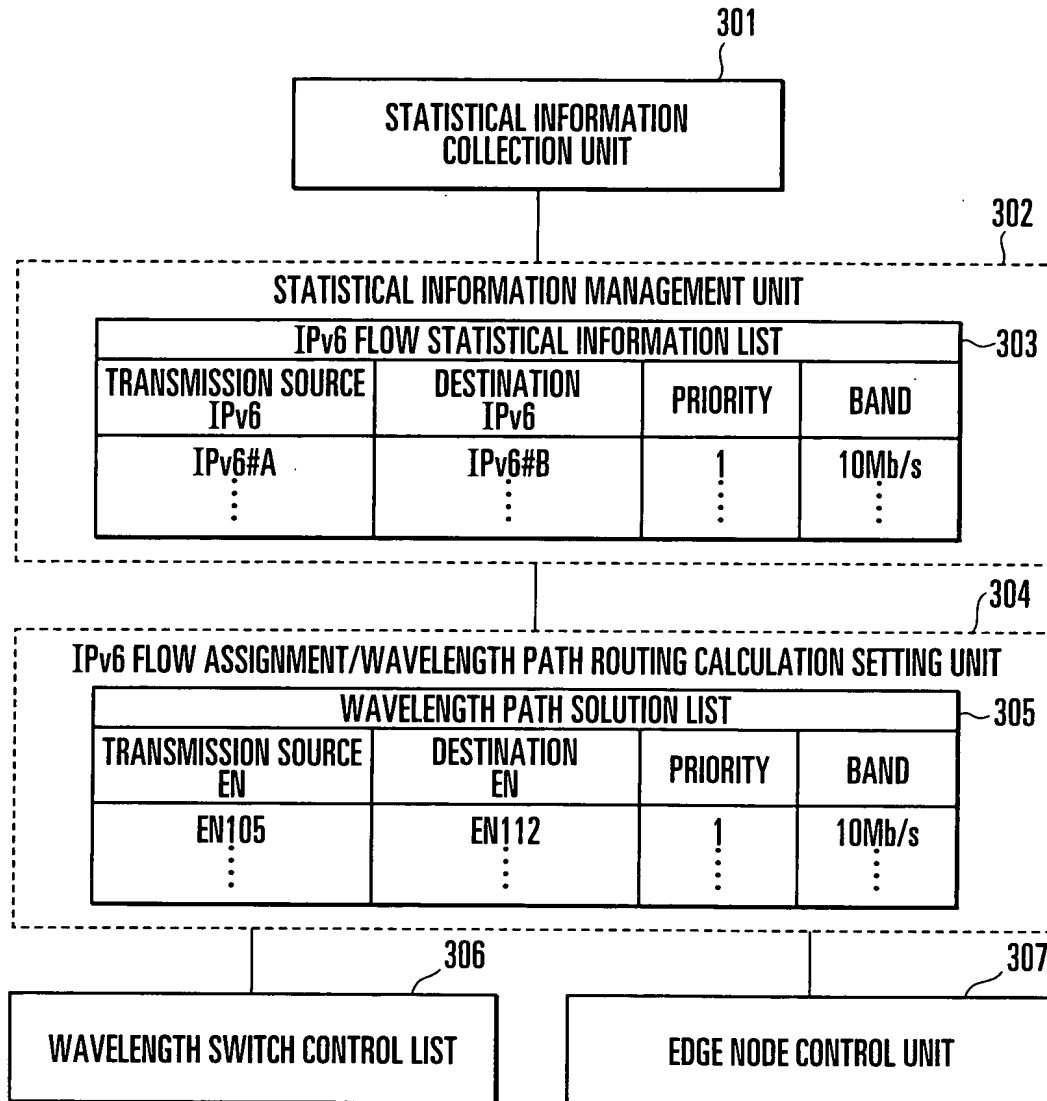 301
STATISTICAL INFORMATION
COLLECTION UNIT
302
STATISTICAL INFORMATION MANAGEMENT UNIT
IPv6 FLOW STATISTICAL INFORMATION LIST
303
TRANSMISSION SOURCE
IPv6
DESTINATION
IPv6
PRIORITY
BAND
IPv6#A
IPv6#B
1
10Mb/s
304
IPv6 FLOW ASSIGNMENT/WAVELENGTH PATH ROUTING CALCULATION SETTING UNIT
WAVELENGTH PATH SOLUTION LIST
305
TRANSMISSION SOURCE
EN
DESTINATION
EN
PRIORITY
BAND
EN105
EN112
1
10Mb/s
306
307
WAVELENGTH SWITCH CONTROL LIST
EDGE NODE CONTROL UNIT